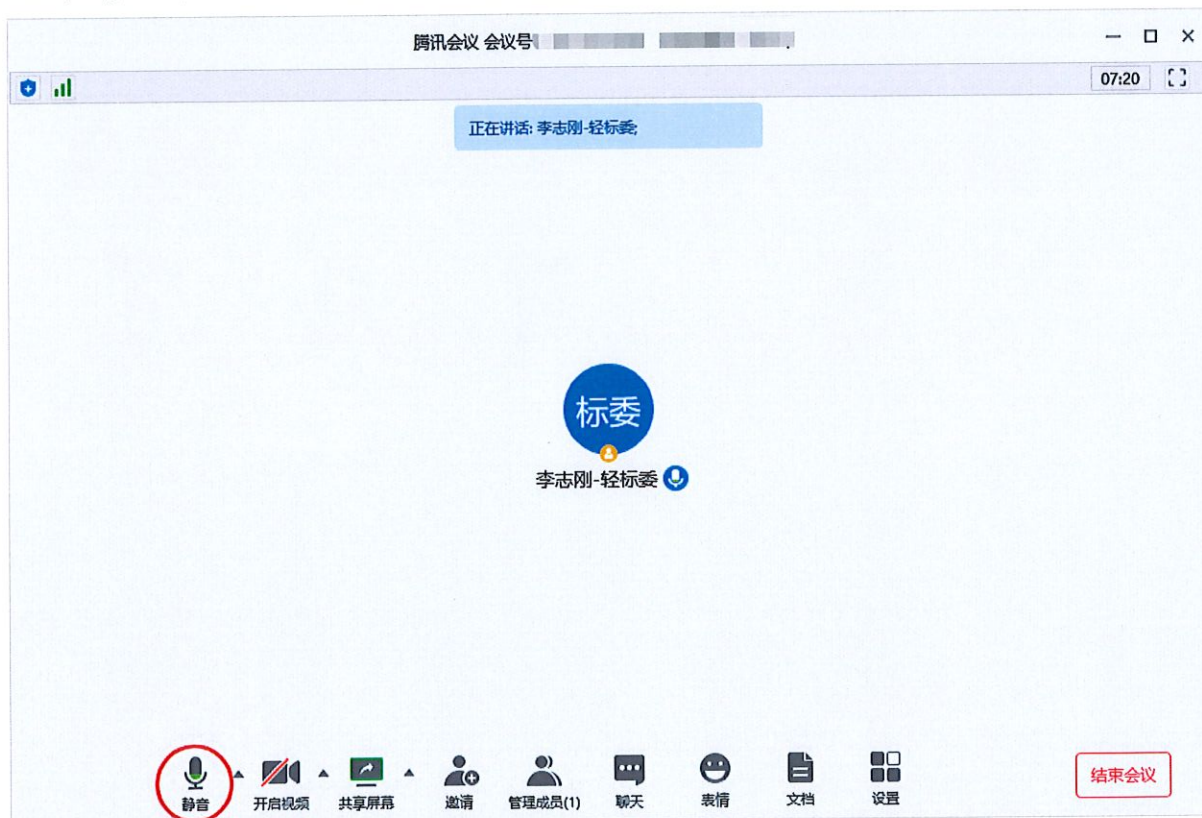 腾讯会议 会议号
07:20
正在讲话: 李志刚-轻标委;
标委
李志刚-轻标委
静音 开启视频 共享屏幕 邀请 管理成员(1) 聊天 表情 文档 设置 结束会议